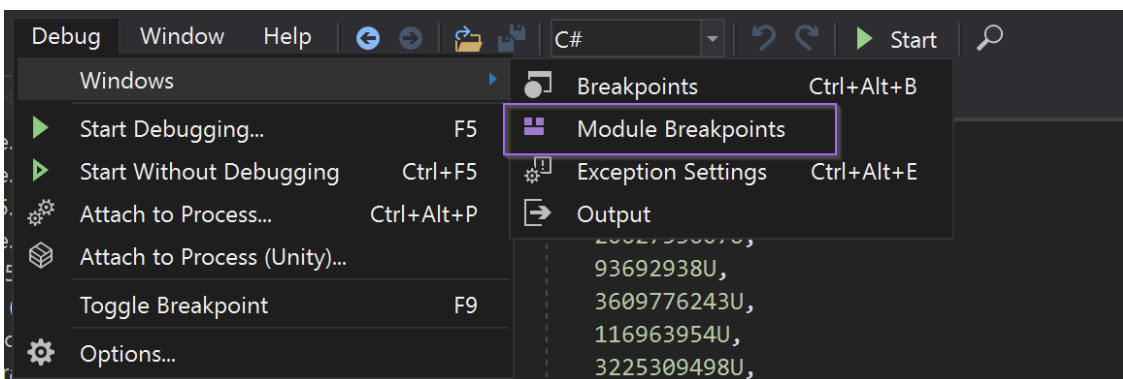 Debug Window Help C# Start
Windows
Breakpoints Ctrl+Alt+B
Start Debugging... F5
Module Breakpoints
Start Without Debugging Ctrl+F5
Exception Settings Ctrl+Alt+E
Attach to Process... Ctrl+Alt+P
Output
Attach to Process (Unity)...
93692938U,
Toggle Breakpoint F9
3609776243U,
116963954U,
Options...
3225309498U,